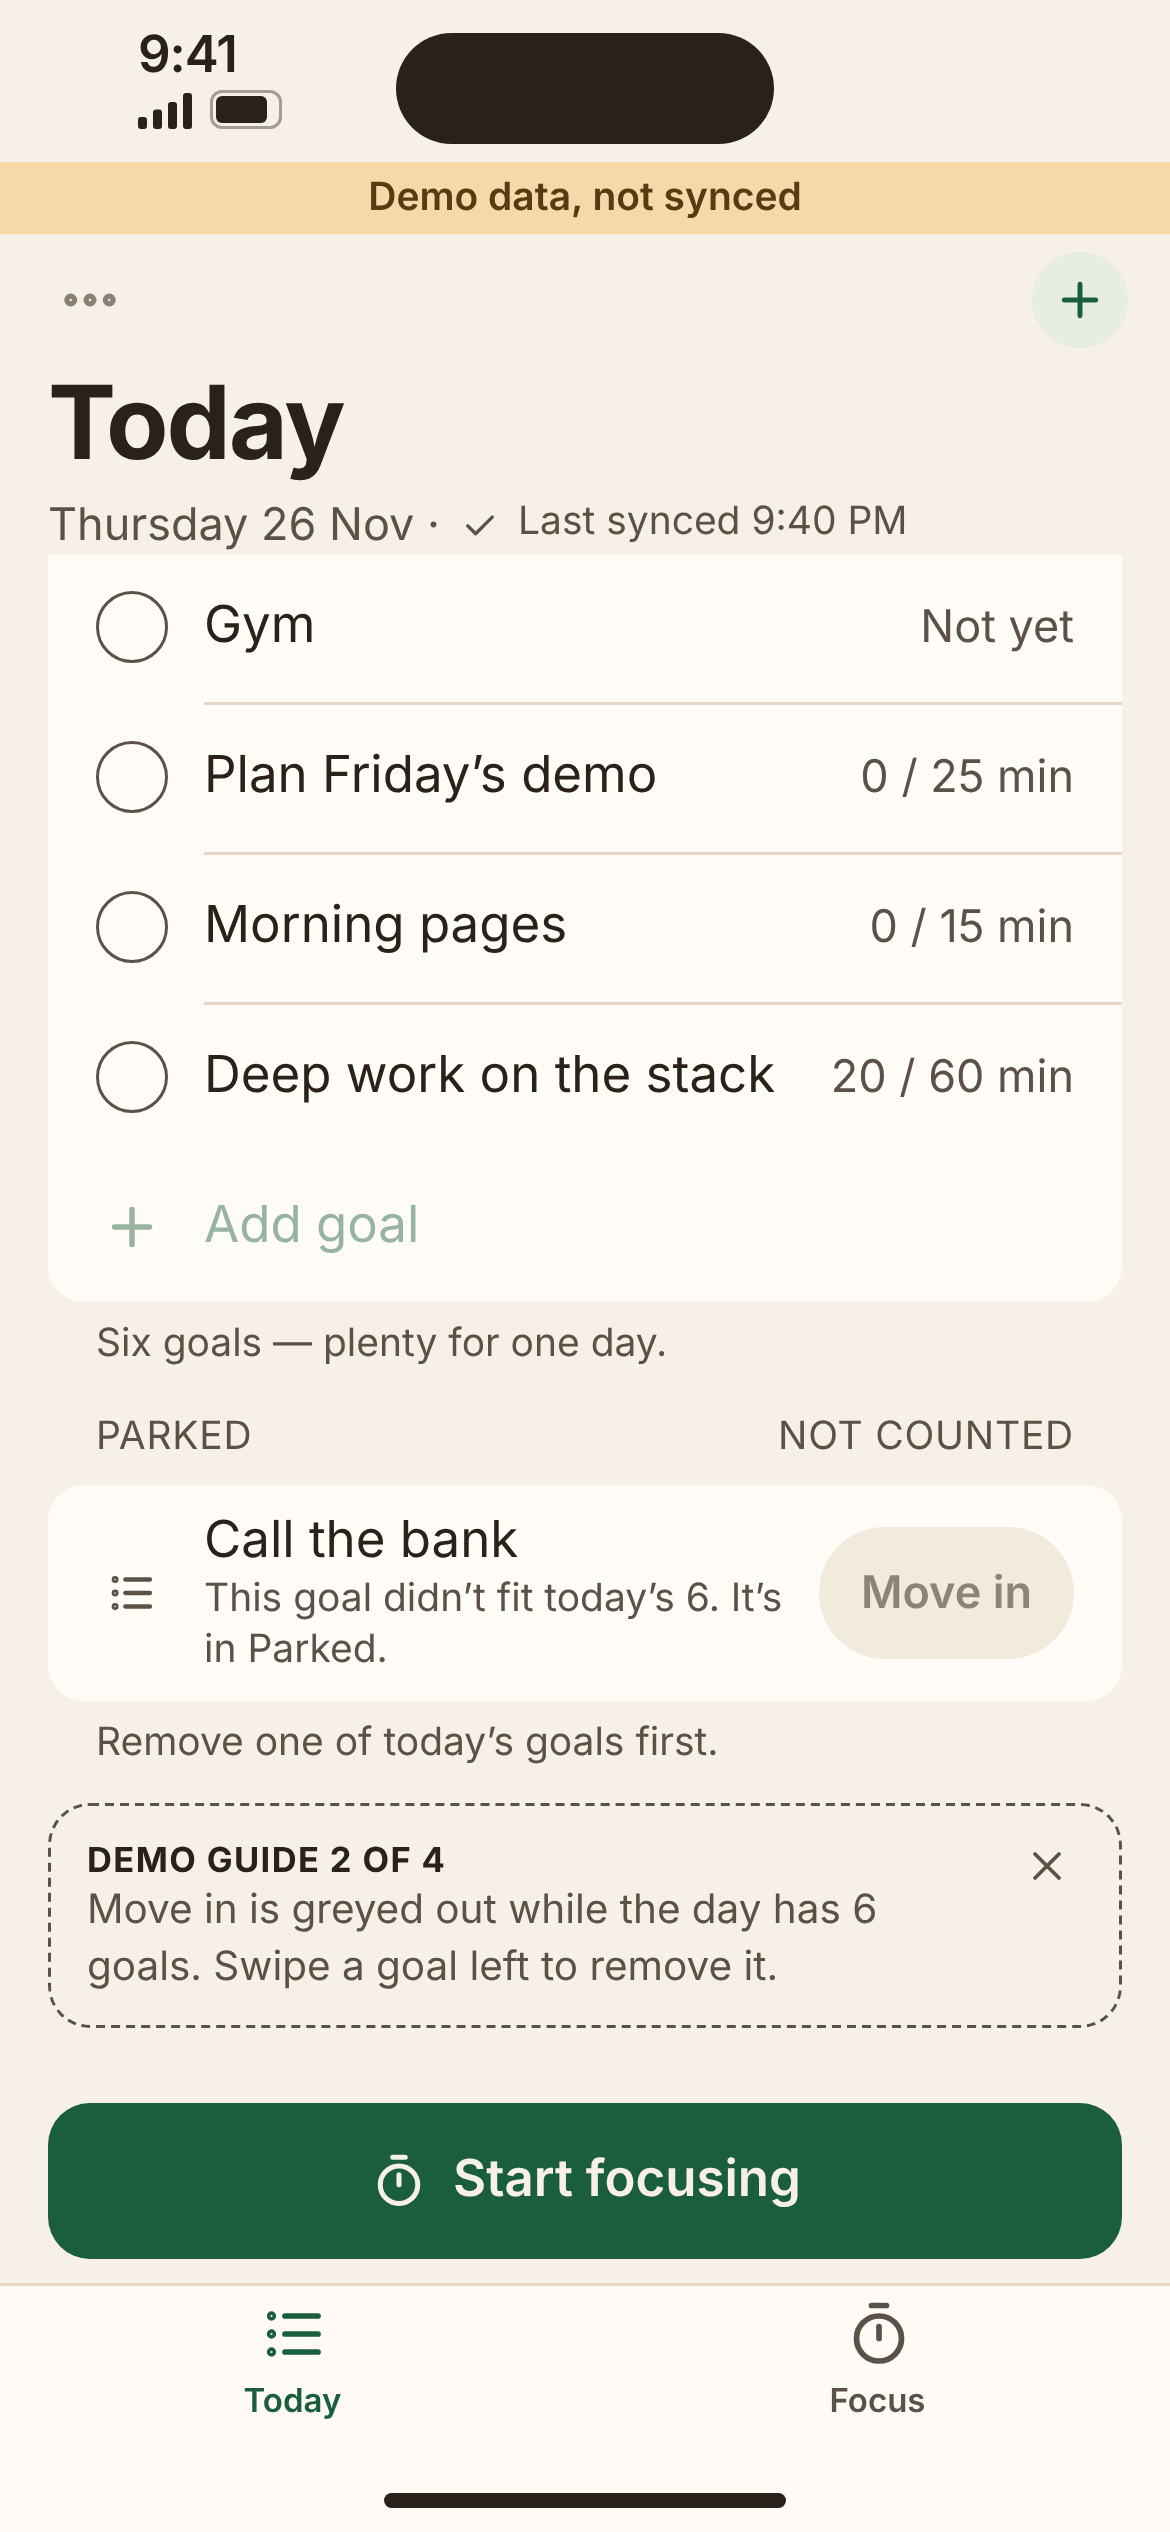 9:41
Demo data, not synced
Today
Thursday 26 Nov · Last synced 9:40 PM
Gym Not yet
Plan Friday’s demo 0 / 25 min
Morning pages 0 / 15 min
Deep work on the stack 20 / 60 min
Add goal
Six goals — plenty for one day.
PARKED NOT COUNTED
Call the bank
This goal didn’t fit today’s 6. It’s
in Parked.
Move in
Remove one of today’s goals first.
DEMO GUIDE 2 OF 4
Move in is greyed out while the day has 6
goals. Swipe a goal left to remove it.
Start focusing
Today Focus